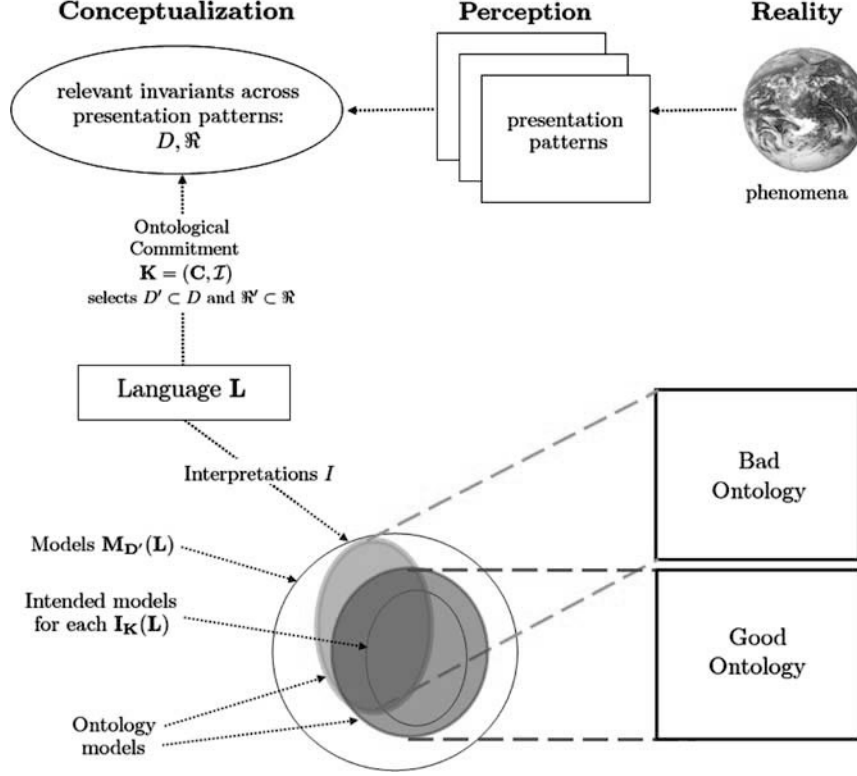 Conceptualization
Perception
Reality
relevant invariants across
presentation patterns:
D, ℜ
presentation
patterns
phenomena
Ontological
Commitment
K = (C, ℐ)
selects D′ ⊂ D and ℜ′ ⊂ ℜ
Language L
Interpretations I
Bad
Ontology
Models M_D′(L)
Intended models
for each I_K(L)
Good
Ontology
Ontology
models